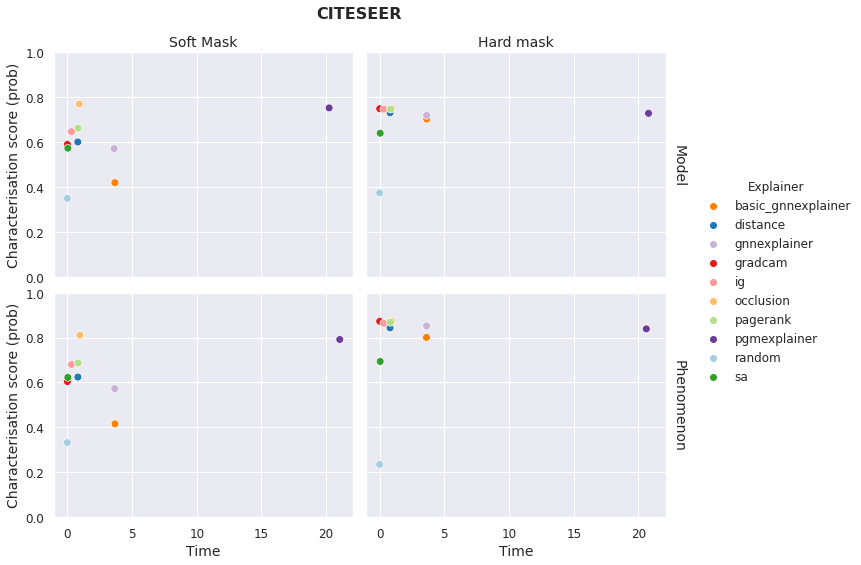 CITESEER
Soft Mask
Hard mask
Characterisation score (prob)
1.0
0.8
0.6
0.4
0.2
0.0
Model
Characterisation score (prob)
1.0
0.8
0.6
0.4
0.2
0.0
Phenomenon
0 5 10 15 20
Time
0 5 10 15 20
Time
Explainer
basic_gnnexplainer
distance
gnnexplainer
gradcam
ig
occlusion
pagerank
pgmexplainer
random
sa